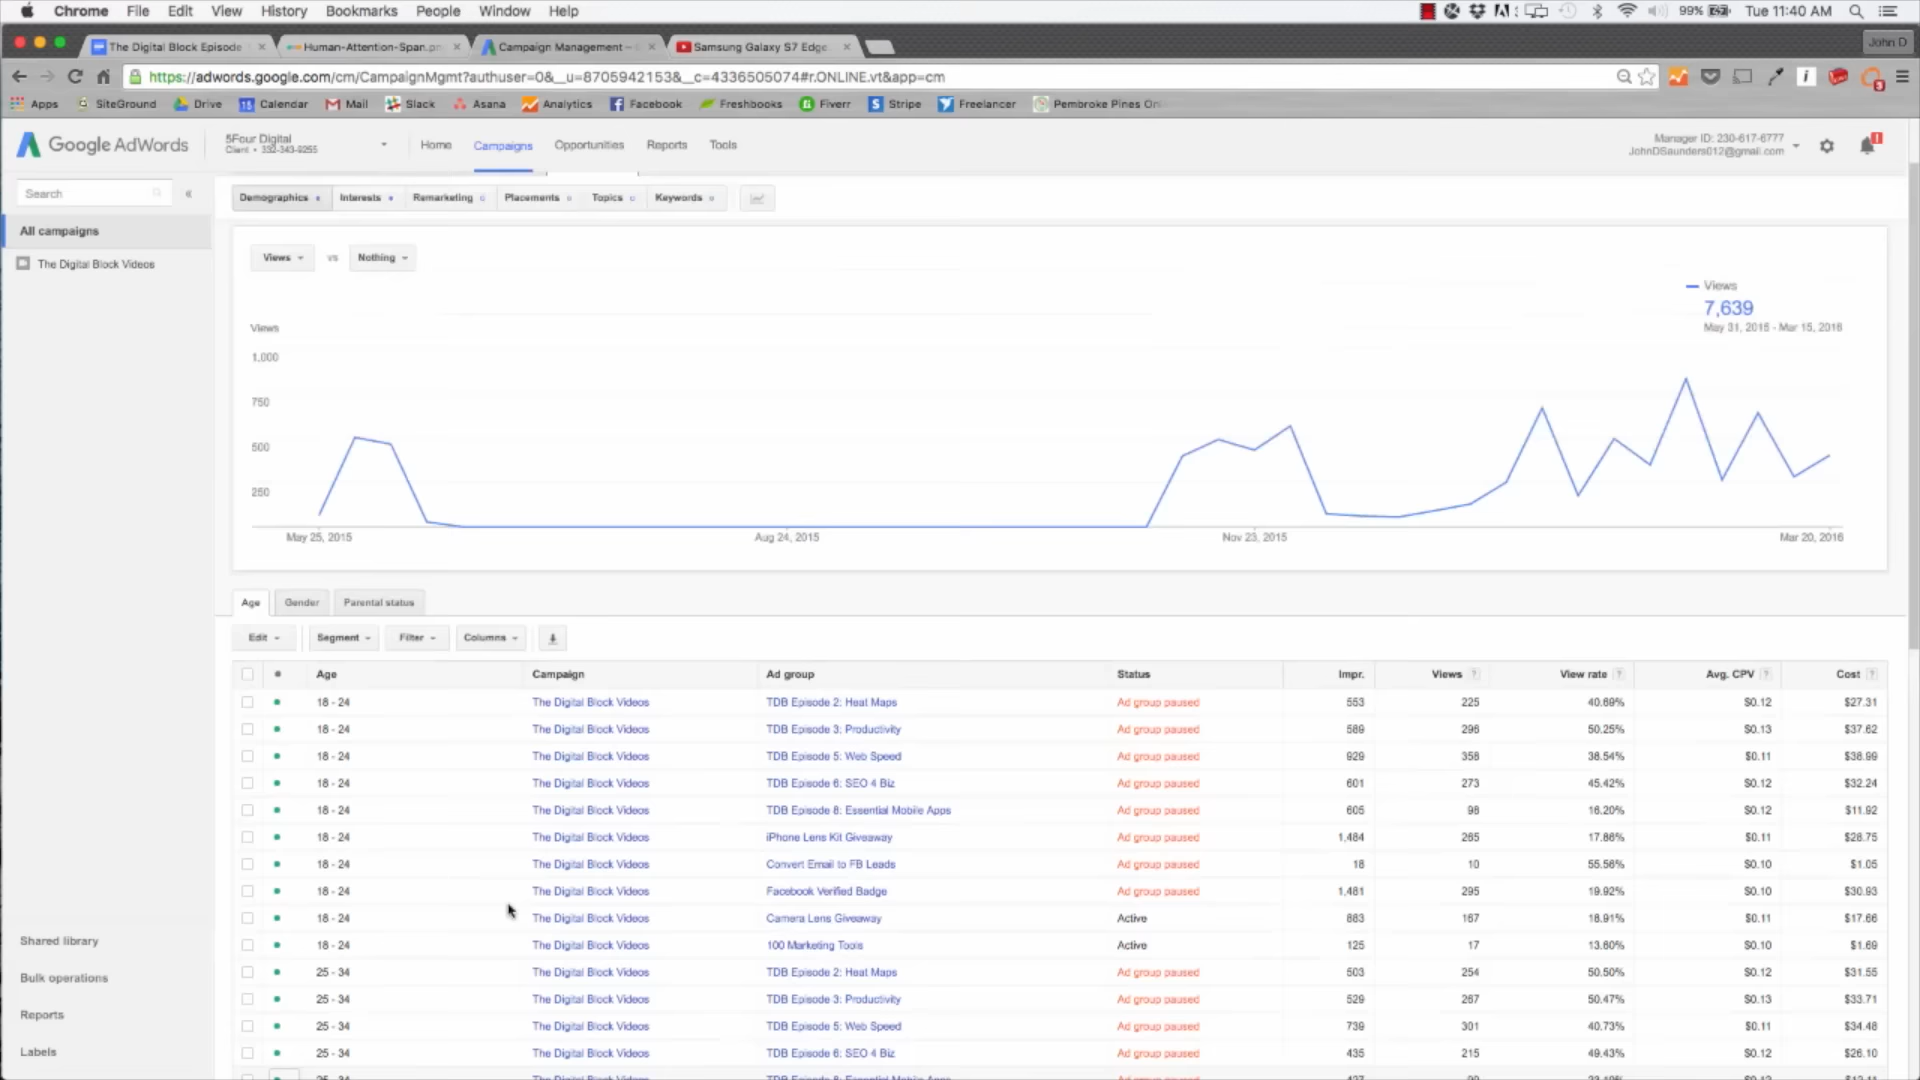 Chrome File Edit View History Bookmarks People Window Help 99% Tue 11:40 AM
The Digital Block Episode Human-Attention-Span.pn Campaign Management – Samsung Galaxy S7 Edge John D
https://adwords.google.com/cm/CampaignMgmt?authuser=0&__u=8705942153&__c=4336505074#r.ONLINE.vt&app=cm
Apps SiteGround Drive Calendar Mail Slack Asana Analytics Facebook Freshbooks Fiverr Stripe Freelancer Pembroke Pines On
Google AdWords 5Four Digital Home Campaigns Opportunities Reports Tools Manager ID: 230-617-6777
Client • 332-343-9255 JohnDSaunders012@gmail.com
Search «
Demographics Interests Remarketing Placements Topics Keywords
All campaigns
The Digital Block Videos
Views vs Nothing
Views
7,639
May 31, 2015 - Mar 15, 2016
Views
1,000
750
500
250
May 25, 2015 Aug 24, 2015 Nov 23, 2015 Mar 20, 2016
Age Gender Parental status
Edit Segment Filter Columns
Age Campaign Ad group Status Impr. Views ? View rate ? Avg. CPV ? Cost ?
18 - 24 The Digital Block Videos TDB Episode 2: Heat Maps Ad group paused 553 225 40.69% $0.12 $27.31
18 - 24 The Digital Block Videos TDB Episode 3: Productivity Ad group paused 589 296 50.25% $0.13 $37.62
18 - 24 The Digital Block Videos TDB Episode 5: Web Speed Ad group paused 929 358 38.54% $0.11 $38.99
18 - 24 The Digital Block Videos TDB Episode 6: SEO 4 Biz Ad group paused 601 273 45.42% $0.12 $32.24
18 - 24 The Digital Block Videos TDB Episode 8: Essential Mobile Apps Ad group paused 605 98 16.20% $0.12 $11.92
18 - 24 The Digital Block Videos iPhone Lens Kit Giveaway Ad group paused 1,484 265 17.86% $0.11 $28.75
18 - 24 The Digital Block Videos Convert Email to FB Leads Ad group paused 18 10 55.56% $0.10 $1.05
18 - 24 The Digital Block Videos Facebook Verified Badge Ad group paused 1,481 295 19.92% $0.10 $30.93
18 - 24 The Digital Block Videos Camera Lens Giveaway Active 883 167 18.91% $0.11 $17.66
18 - 24 The Digital Block Videos 100 Marketing Tools Active 125 17 13.60% $0.10 $1.69
25 - 34 The Digital Block Videos TDB Episode 2: Heat Maps Ad group paused 503 254 50.50% $0.12 $31.55
25 - 34 The Digital Block Videos TDB Episode 3: Productivity Ad group paused 529 267 50.47% $0.13 $33.71
25 - 34 The Digital Block Videos TDB Episode 5: Web Speed Ad group paused 739 301 40.73% $0.11 $34.48
25 - 34 The Digital Block Videos TDB Episode 6: SEO 4 Biz Ad group paused 435 215 49.43% $0.12 $26.10
Shared library
Bulk operations
Reports
Labels